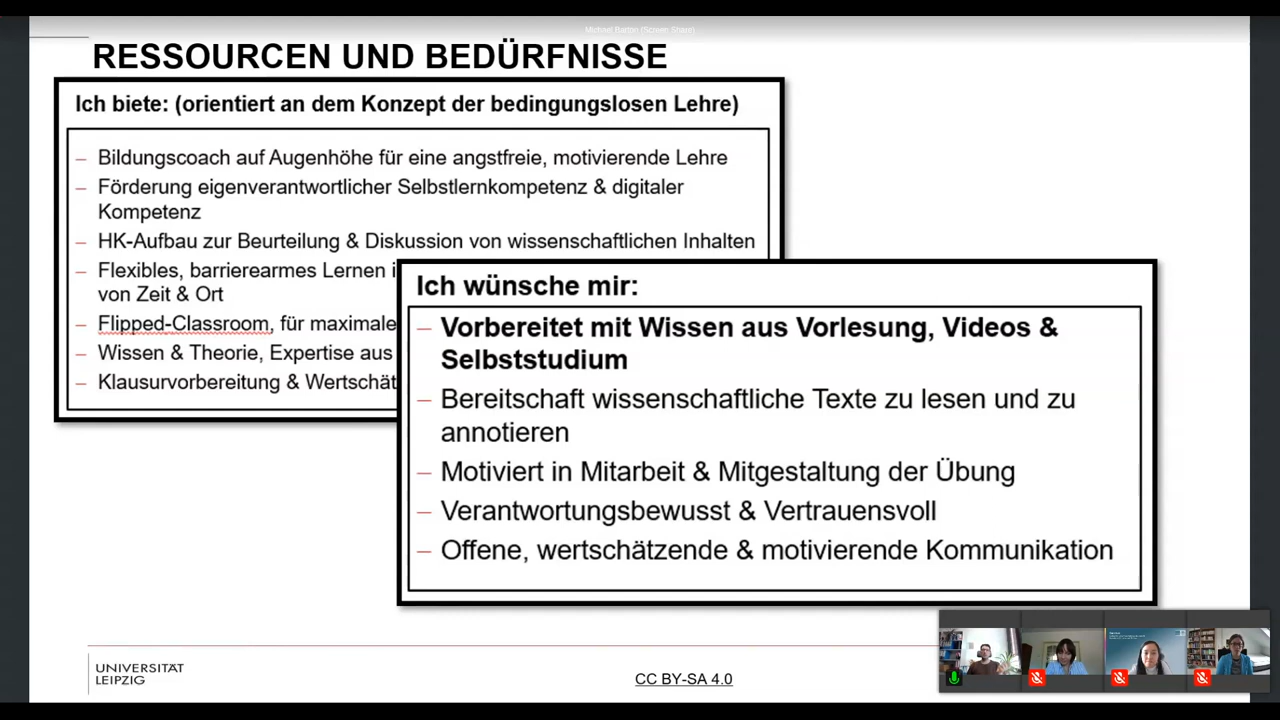 Michael Barton (Screen Share)
RESSOURCEN UND BEDÜRFNISSE
Ich biete: (orientiert an dem Konzept der bedingungslosen Lehre)
– Bildungscoach auf Augenhöhe für eine angstfreie, motivierende Lehre
– Förderung eigenverantwortlicher Selbstlernkompetenz & digitaler
Kompetenz
– HK-Aufbau zur Beurteilung & Diskussion von wissenschaftlichen Inhalten
– Flexibles, barrierearmes Lernen
von Zeit & Ort
– Flipped-Classroom, für maximale
– Wissen & Theorie, Expertise aus
– Klausurvorbereitung &
Ich wünsche mir:
– Vorbereitet mit Wissen aus Vorlesung, Videos &
Selbststudium
– Bereitschaft wissenschaftliche Texte zu lesen und zu
annotieren
– Motiviert in Mitarbeit & Mitgestaltung der Übung
– Verantwortungsbewusst & Vertrauensvoll
– Offene, wertschätzende & motivierende Kommunikation
UNIVERSITÄT
LEIPZIG
CC BY-SA 4.0